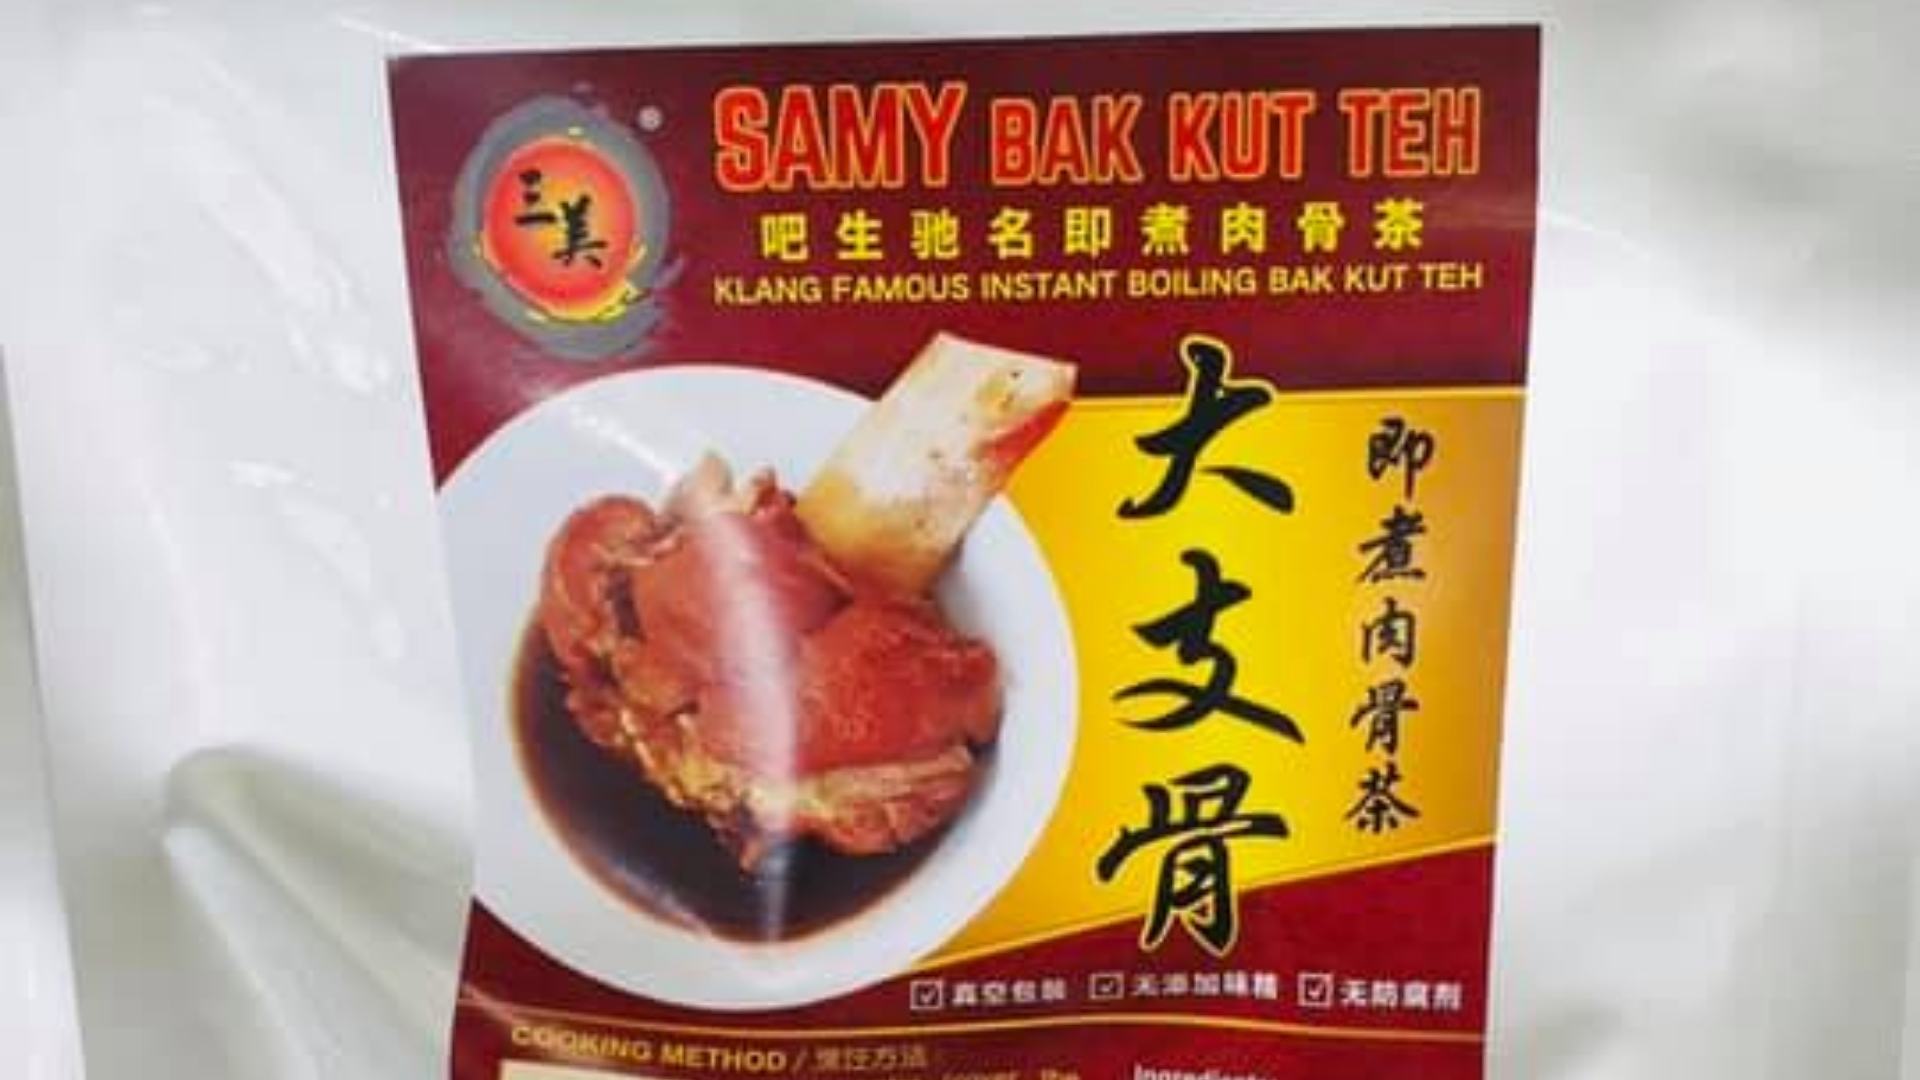 三美
®
SAMY BAK KUT TEH
吧生驰名即煮肉骨茶
KLANG FAMOUS INSTANT BOILING BAK KUT TEH
大支骨
即煮肉骨茶
真空包装 无添加味精 无防腐剂
COOKING METHOD / 烹饪方法
the
Ingredients